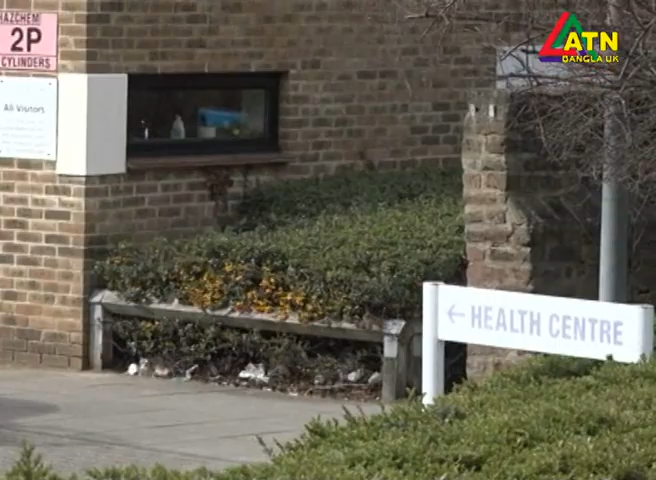 HAZCHEM
2P
CYLINDERS
All Visitors
ATN
BANGLA UK
← HEALTH CENTRE